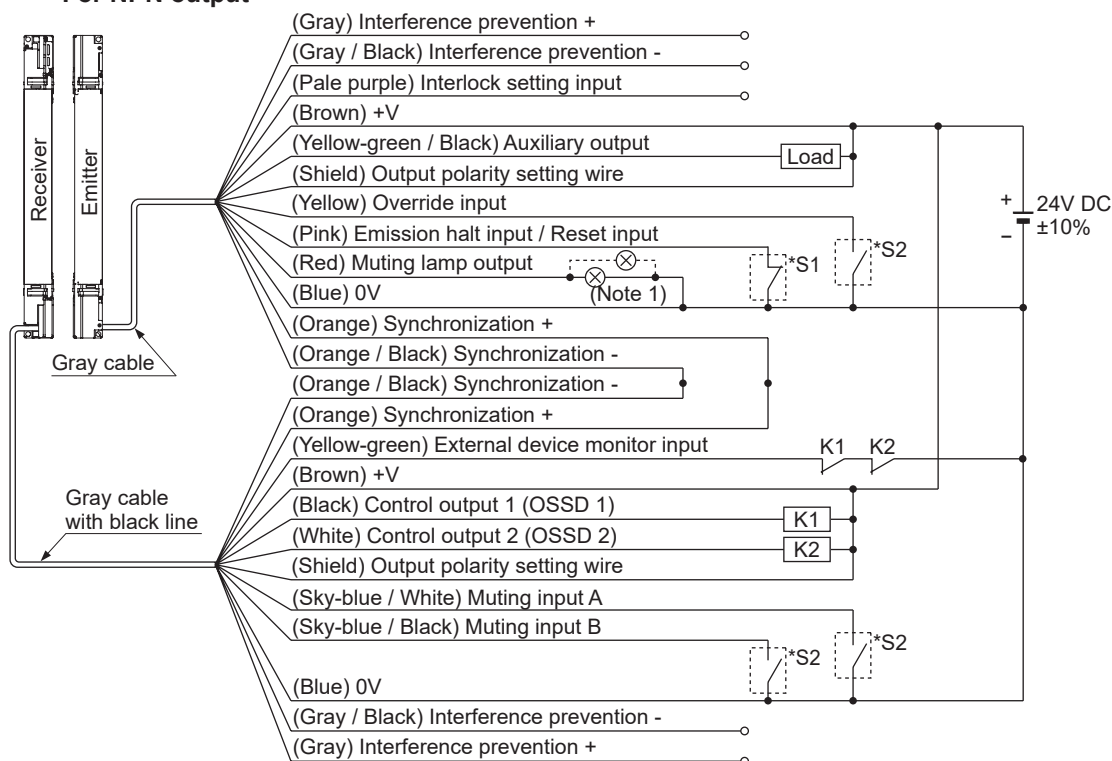 For NPN output
(Gray) Interference prevention +
(Gray / Black) Interference prevention -
(Pale purple) Interlock setting input
(Brown) +V
(Yellow-green / Black) Auxiliary output
Load
(Shield) Output polarity setting wire
(Yellow) Override input
+ 24V DC
- ±10%
(Pink) Emission halt input / Reset input
*S1
*S2
(Red) Muting lamp output
(Note 1)
(Blue) 0V
Receiver
Emitter
(Orange) Synchronization +
(Orange / Black) Synchronization -
Gray cable
(Orange / Black) Synchronization -
(Orange) Synchronization +
(Yellow-green) External device monitor input
K1 K2
(Brown) +V
Gray cable
with black line
(Black) Control output 1 (OSSD 1)
K1
(White) Control output 2 (OSSD 2)
K2
(Shield) Output polarity setting wire
(Sky-blue / White) Muting input A
(Sky-blue / Black) Muting input B
*S2
*S2
(Blue) 0V
(Gray / Black) Interference prevention -
(Gray) Interference prevention +